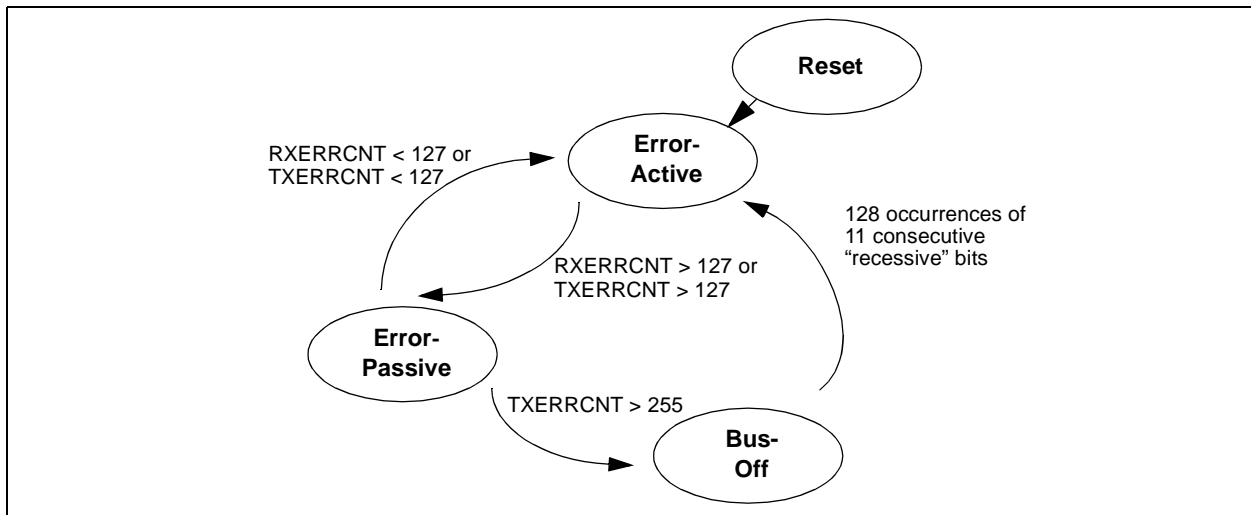 Reset
Error-
Active
RXERRCNT < 127 or
TXERRCNT < 127
128 occurrences of
11 consecutive
“recessive” bits
RXERRCNT > 127 or
TXERRCNT > 127
Error-
Passive
TXERRCNT > 255
Bus-
Off